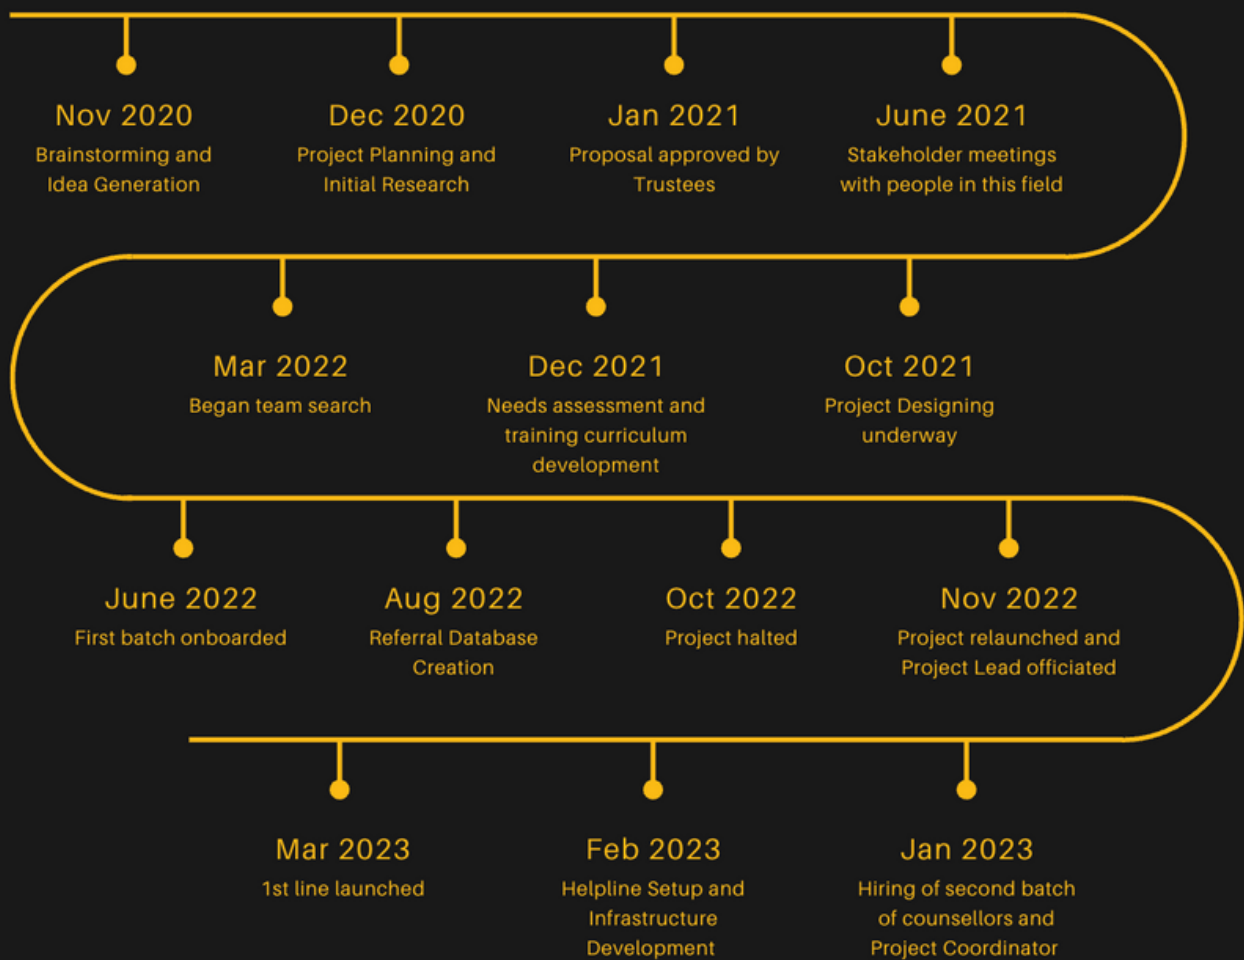 Nov 2020
Brainstorming and
Idea Generation
Dec 2020
Project Planning and
Initial Research
Jan 2021
Proposal approved by
Trustees
June 2021
Stakeholder meetings
with people in this field
Mar 2022
Began team search
Dec 2021
Needs assessment and
training curriculum
development
Oct 2021
Project Designing
underway
June 2022
First batch onboarded
Aug 2022
Referral Database
Creation
Oct 2022
Project halted
Nov 2022
Project relaunched and
Project Lead officiated
Mar 2023
1st line launched
Feb 2023
Helpline Setup and
Infrastructure
Development
Jan 2023
Hiring of second batch
of counsellors and
Project Coordinator